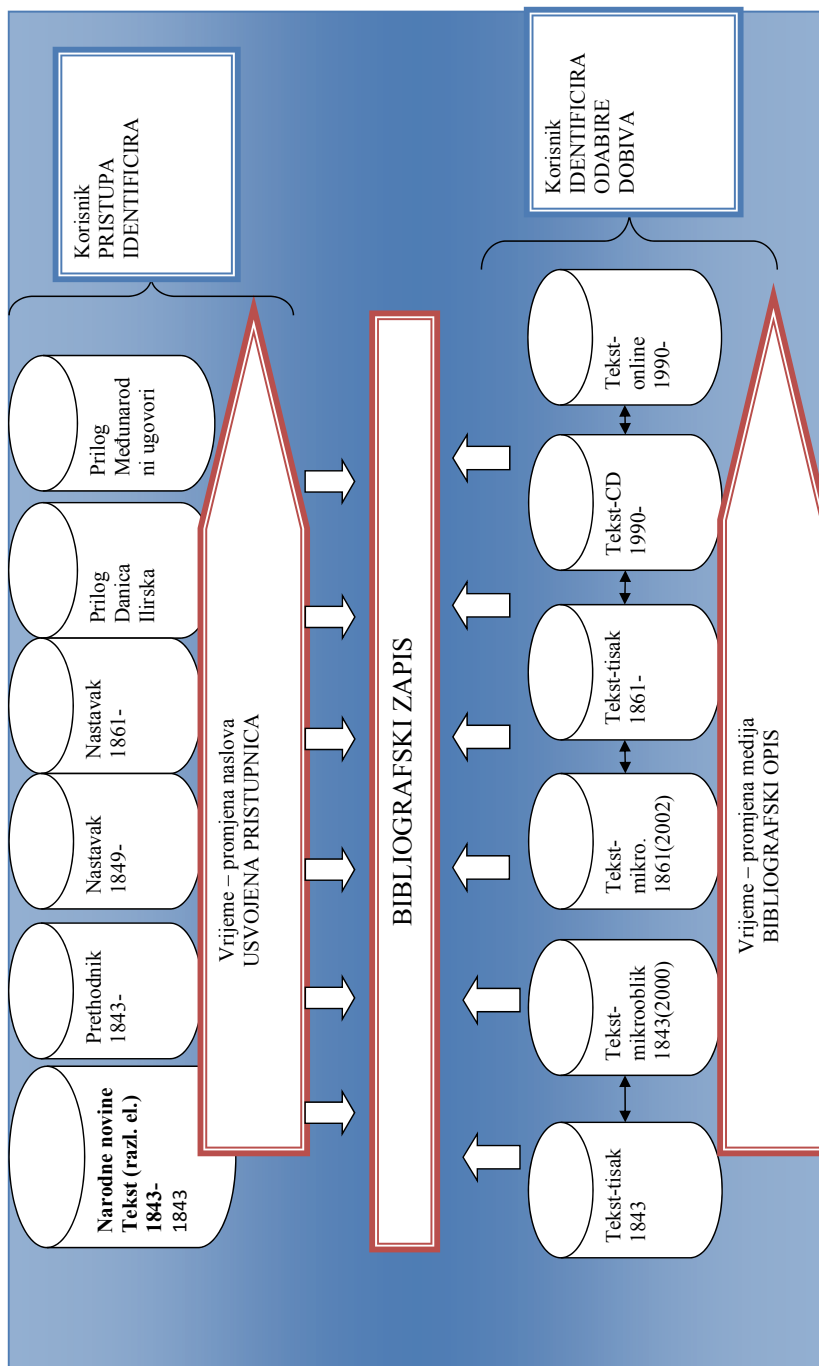 Narodne novine
Tekst (razl. el.)
1843-
1843
Prethodnik
1843-
Nastavak
1849-
Nastavak
1861-
Prilog
Danica
Ilirska
Prilog
Međunarod
ni ugovori
Korisnik
PRISTUPA
IDENTIFICIRA
Vrijeme – promjena naslova
USVOJENA PRISTUPNICA
BIBLIOGRAFSKI ZAPIS
Tekst-tisak
1843
Tekst-
mikrooblik
1843(2000)
Tekst-
mikro.
1861(2002)
Tekst-tisak
1861-
Tekst-CD
1990-
Tekst-
online
1990-
Korisnik
IDENTIFICIRA
ODABIRE
DOBIVA
Vrijeme – promjena medija
BIBLIOGRAFSKI OPIS